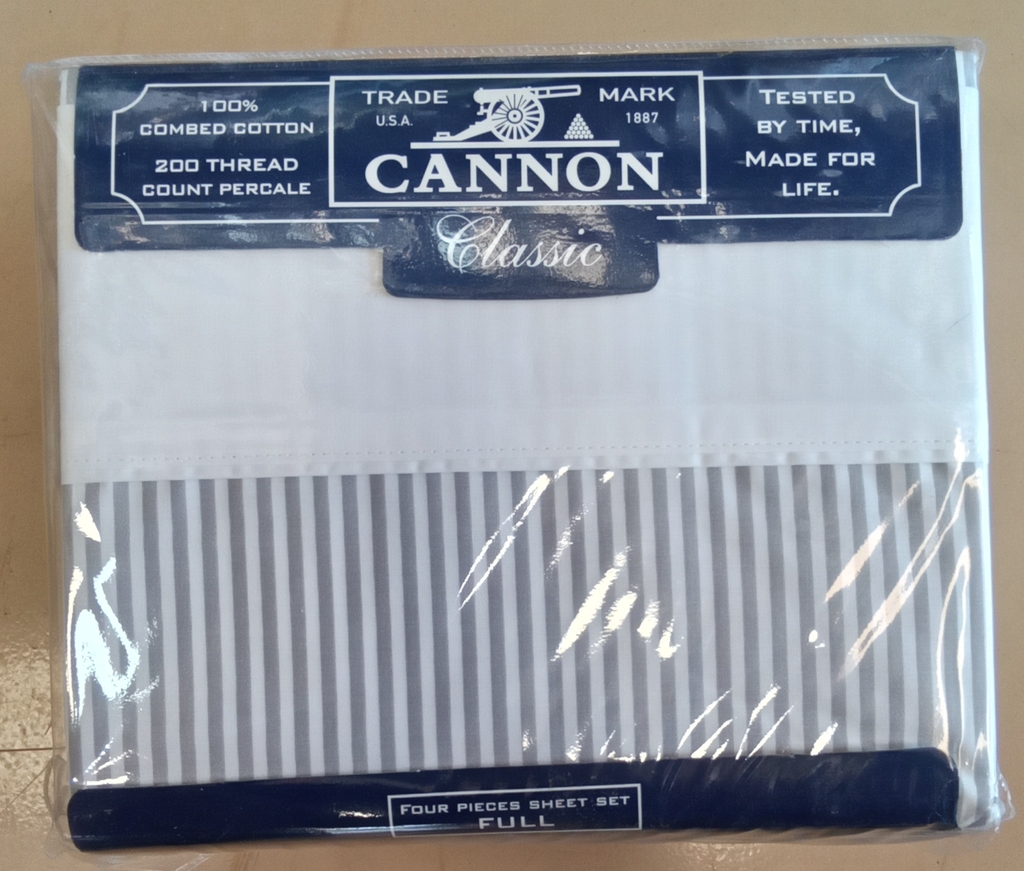 100%
COMBED COTTON
200 THREAD
COUNT PERCALE
TRADE MARK
U.S.A. 1887
CANNON
Classic
TESTED
BY TIME,
MADE FOR
LIFE.
FOUR PIECES SHEET SET
FULL